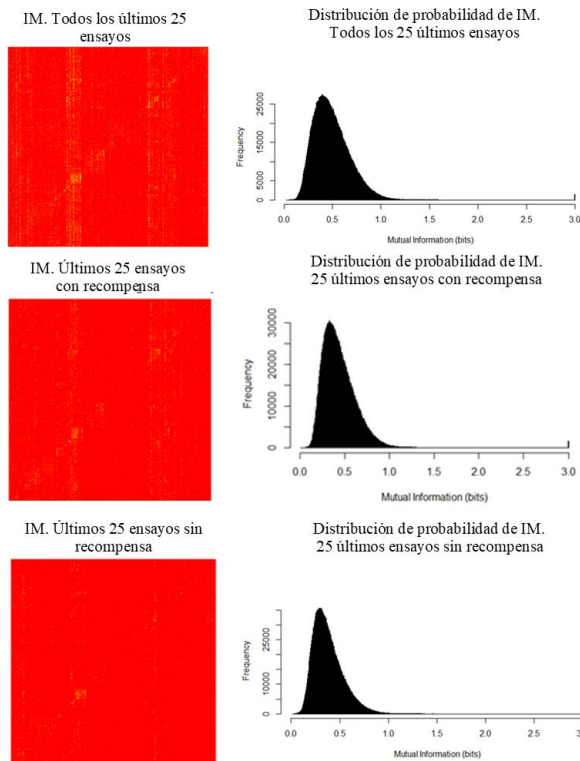 IM. Todos los últimos 25
ensayos
Distribución de probabilidad de IM.
Todos los 25 últimos ensayos
Frequency
25000
15000
5000
0
0.0 0.5 1.0 1.5 2.0 2.5 3.0
Mutual Information (bits)
IM. Últimos 25 ensayos
con recompensa
Distribución de probabilidad de IM.
25 últimos ensayos con recompensa
Frequency
30000
20000
10000
0
0.0 0.5 1.0 1.5 2.0 2.5 3.0
Mutual Information (bits)
IM. Últimos 25 ensayos sin
recompensa
Distribución de probabilidad de IM.
25 últimos ensayos sin recompensa
Frequency
25000
10000
0
0.0 0.5 1.0 1.5 2.0 2.5 3.0
Mutual Information (bits)